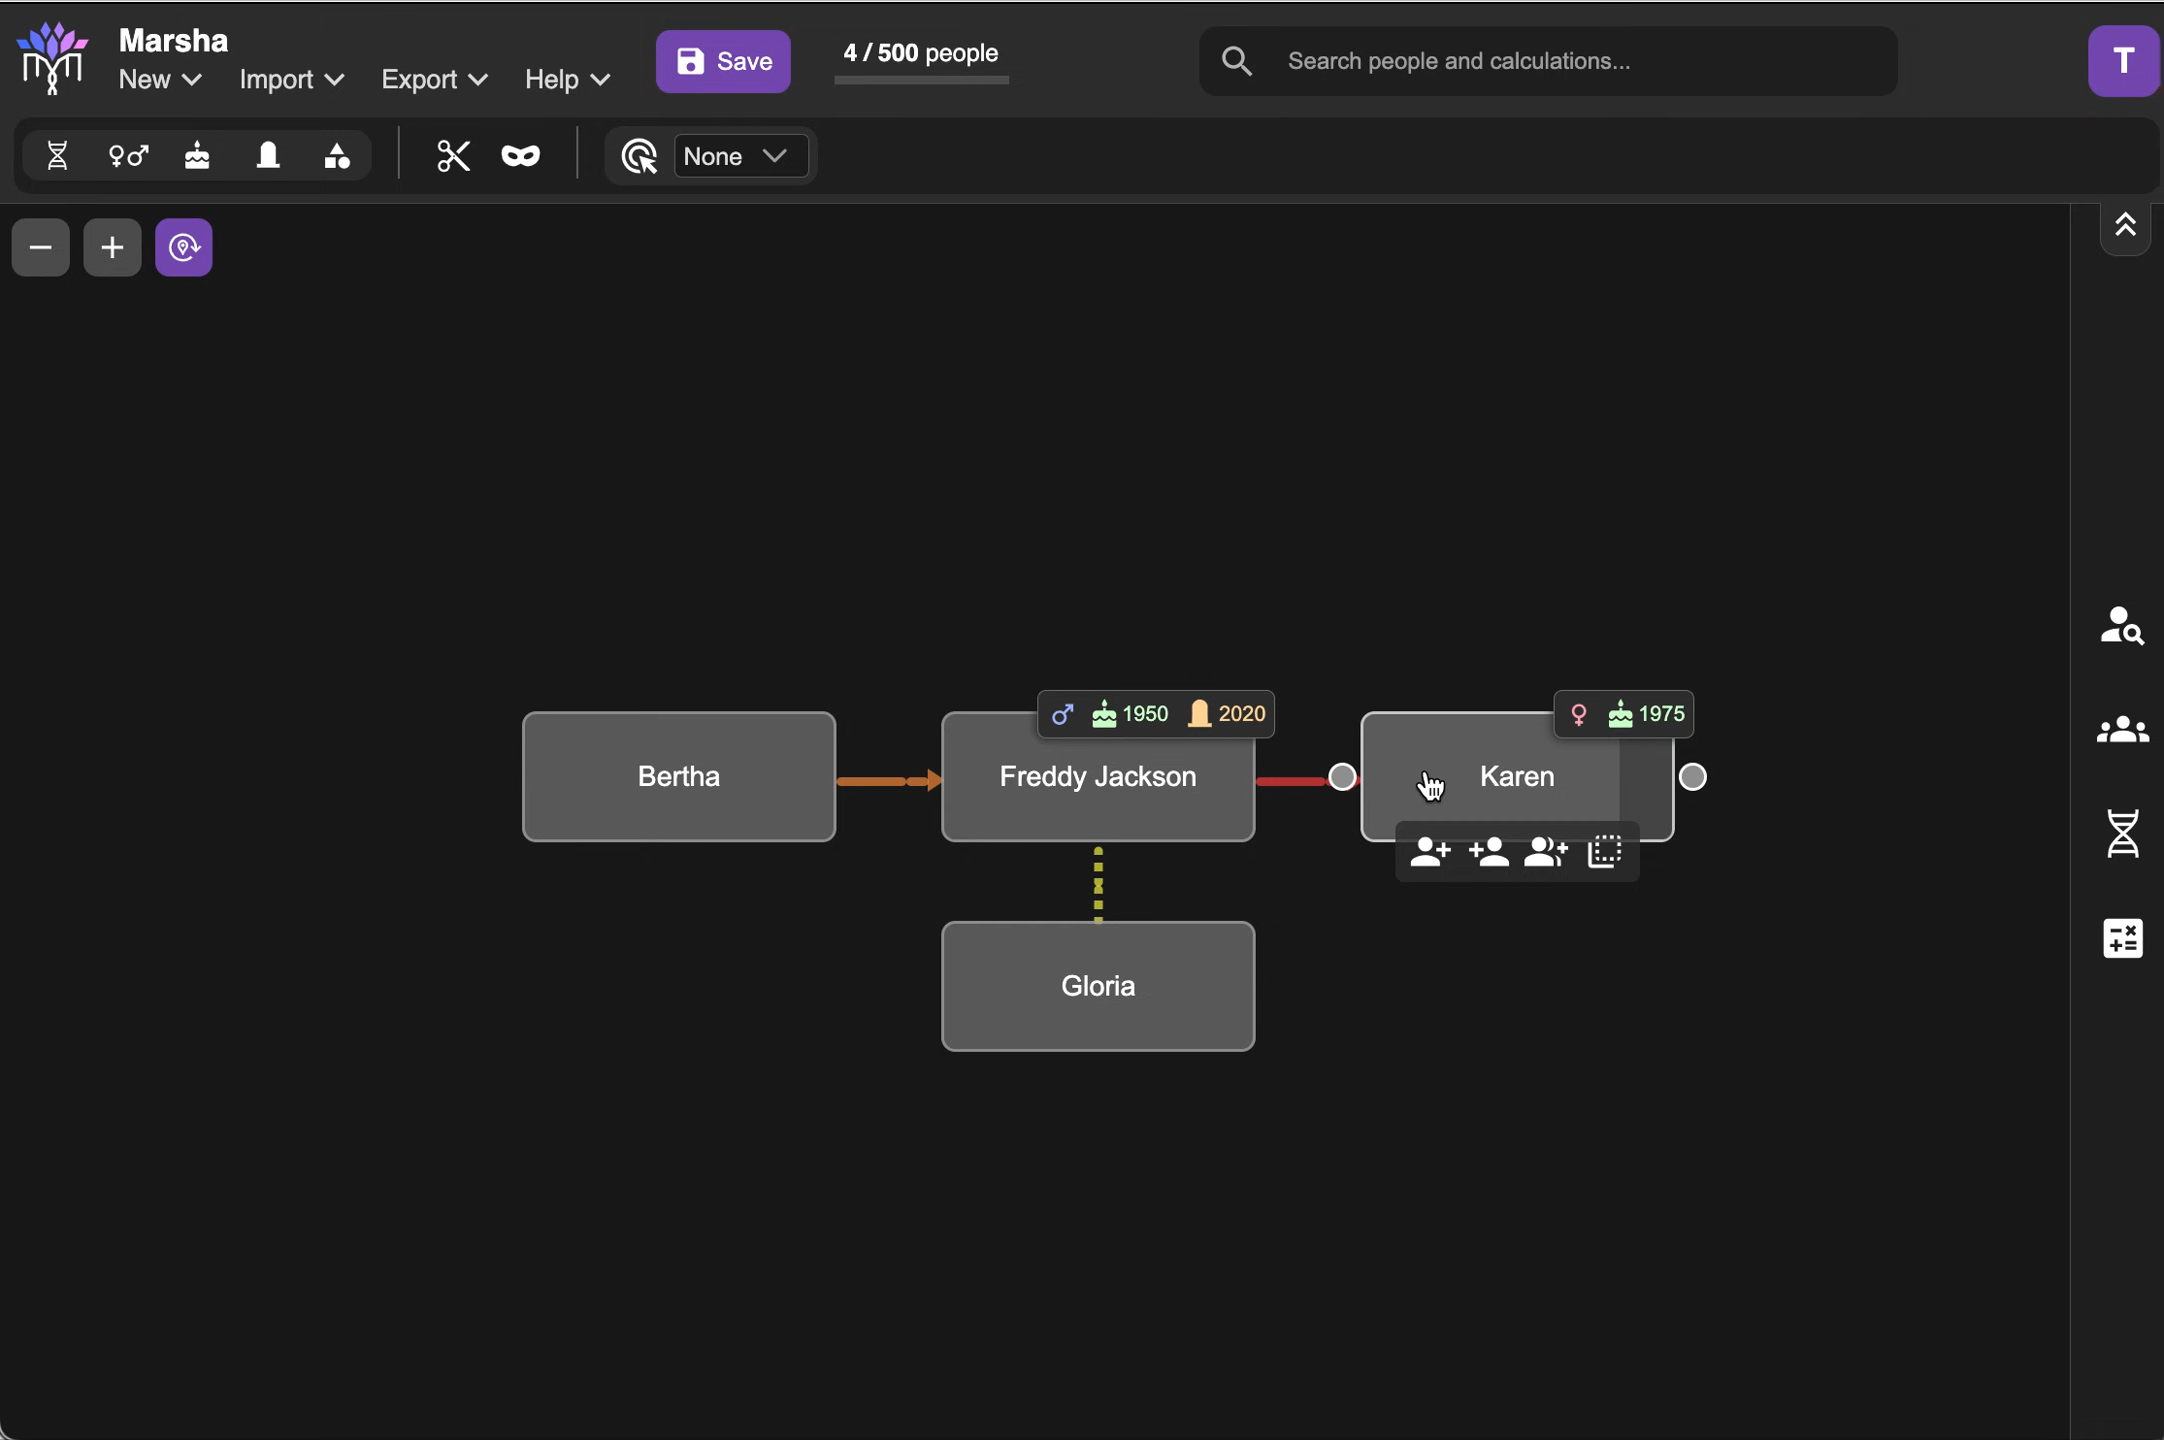 Marsha
New Import Export Help
Save
4 / 500 people
Search people and calculations...
T
None
1950 2020
1975
Bertha
Freddy Jackson
Karen
Gloria